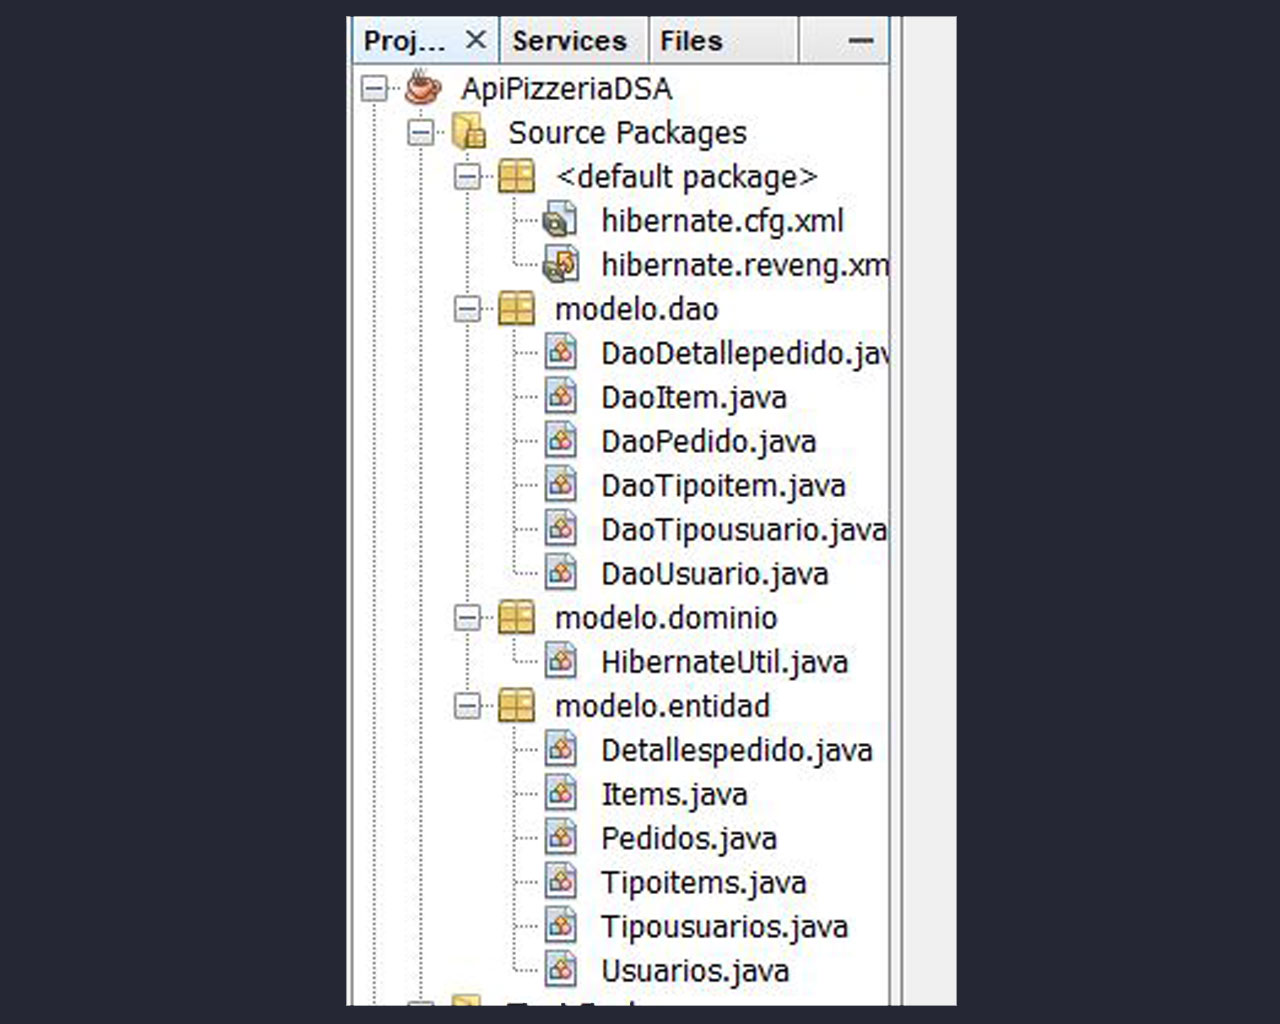 Proj... Services Files
ApiPizzeriaDSA
Source Packages
<default package>
hibernate.cfg.xml
hibernate.reveng.xm
modelo.dao
DaoDetallepedido.jav
DaoItem.java
DaoPedido.java
DaoTipoitem.java
DaoTipousuario.java
DaoUsuario.java
modelo.dominio
HibernateUtil.java
modelo.entidad
Detallespedido.java
Items.java
Pedidos.java
Tipoitems.java
Tipousuarios.java
Usuarios.java